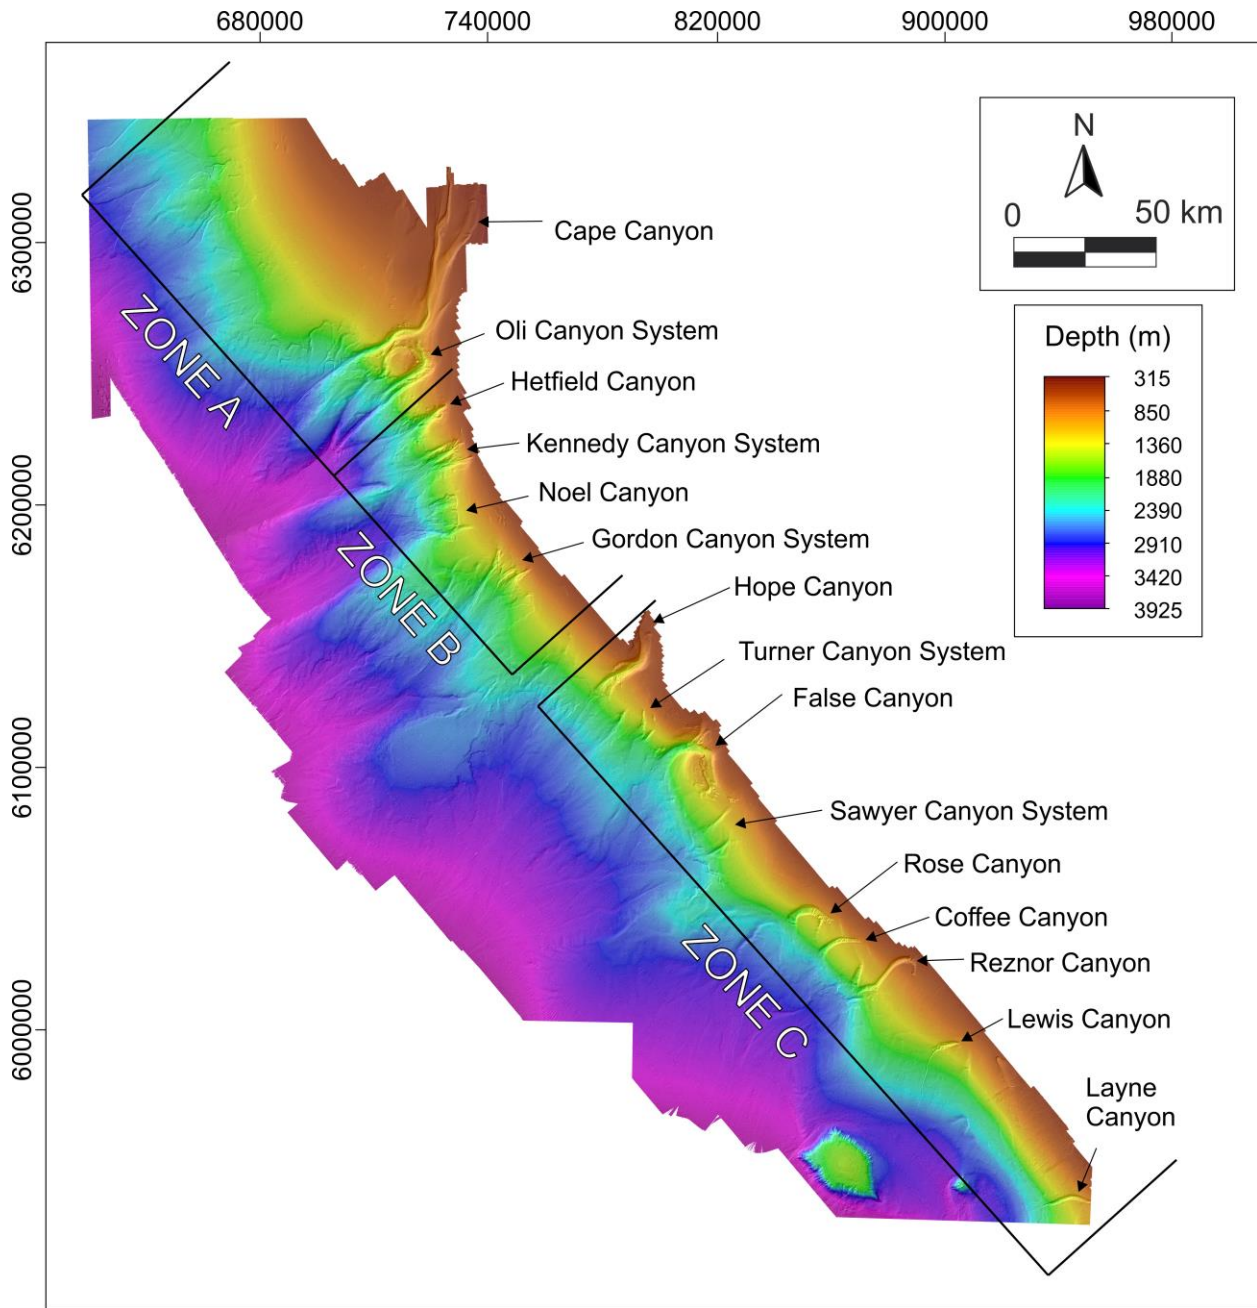 680000 740000 820000 9000000 980000
N
0 50 km
6300000
6200000
6100000
6000000
Cape Canyon
Oli Canyon System
Hetfield Canyon
Kennedy Canyon System
Noel Canyon
Gordon Canyon System
Hope Canyon
Turner Canyon System
False Canyon
Sawyer Canyon System
Rose Canyon
Coffee Canyon
Reznor Canyon
Lewis Canyon
Layne
Canyon
ZONE A
ZONE B
ZONE C
Depth (m)
315
850
1360
1880
2390
2910
3420
3925